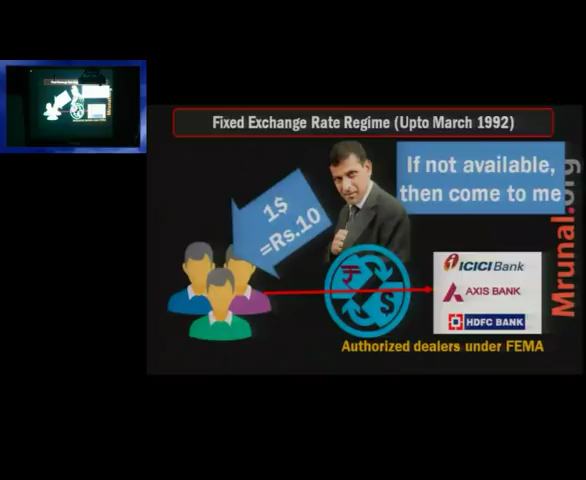 Fixed Exchange Rate Regime (Upto March 1992)
If not available,
then come to me
1$
=Rs.10
₹
$
ICICI Bank
AXIS BANK
HDFC BANK
Authorized dealers under FEMA
Mrunal.org